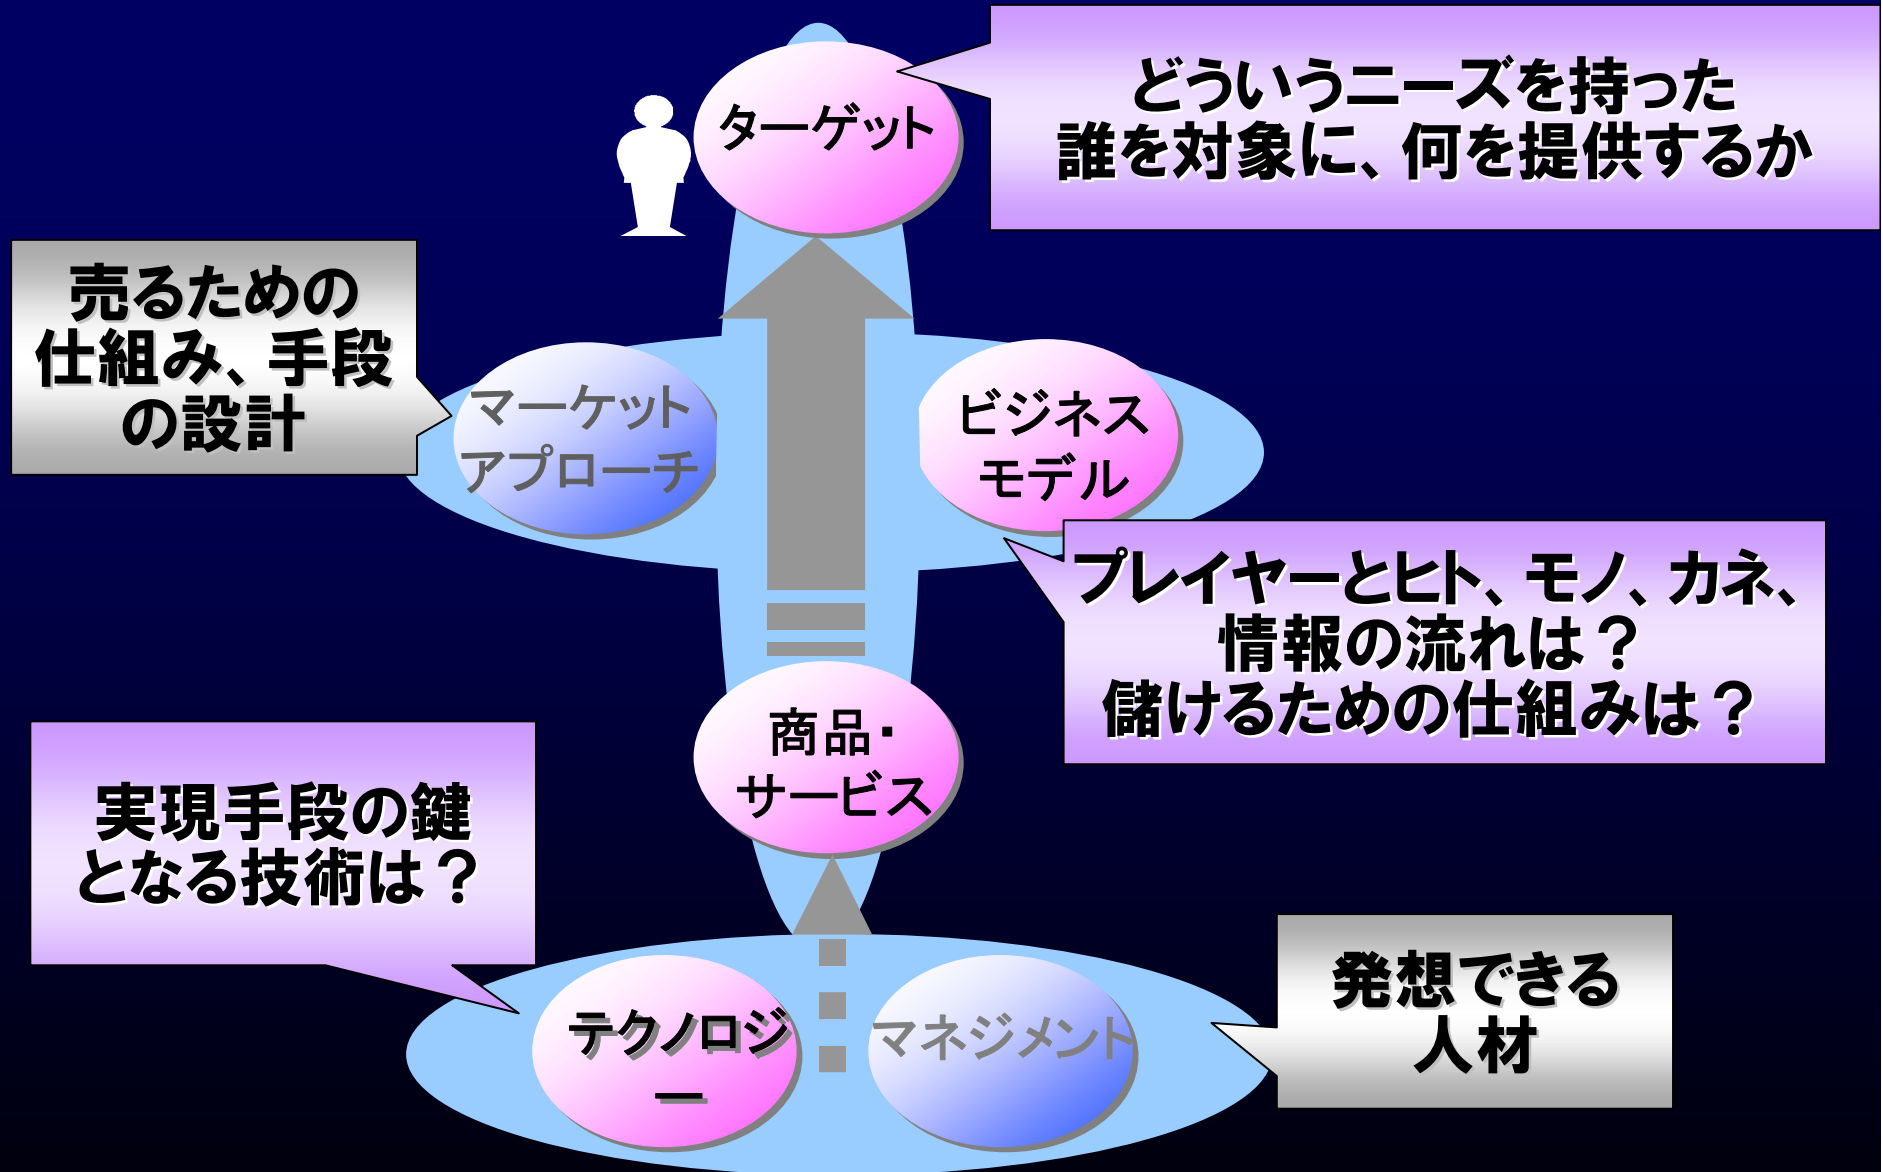 ターゲット
どういうニーズを持った
誰を対象に、何を提供するか
売るための
仕組み、手段
の設計
マーケット
アプローチ
ビジネス
モデル
プレイヤーとヒト、モノ、カネ、
情報の流れは？
儲けるための仕組みは？
商品・
サービス
実現手段の鍵
となる技術は？
テクノロジ
ー
マネジメント
発想できる
人材